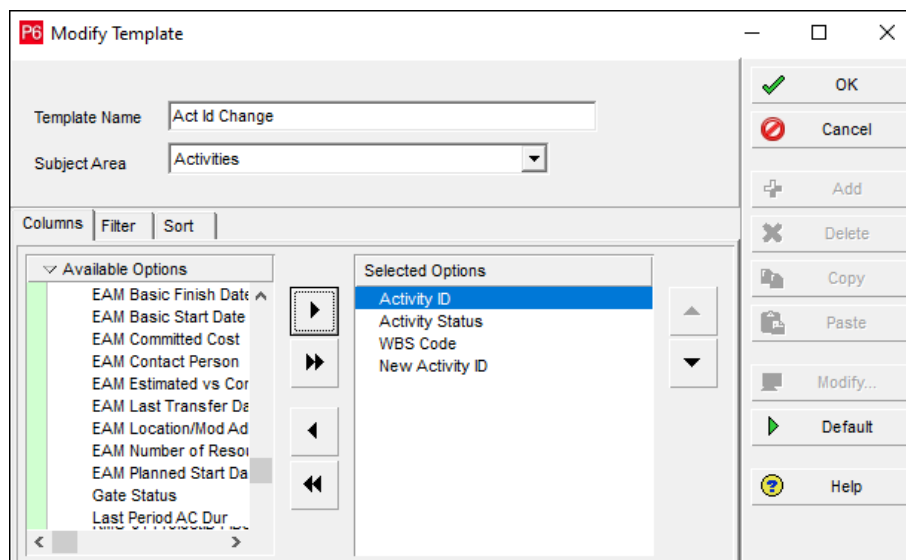 P6 Modify Template
Template Name Act Id Change
Subject Area Activities
Columns Filter Sort
Available Options
EAM Basic Finish Date
EAM Basic Start Date
EAM Committed Cost
EAM Contact Person
EAM Estimated vs Cor
EAM Last Transfer Da
EAM Location/Mod Ad
EAM Number of Resou
EAM Planned Start Da
Gate Status
Last Period AC Dur
Selected Options
Activity ID
Activity Status
WBS Code
New Activity ID
OK
Cancel
Add
Delete
Copy
Paste
Modify...
Default
Help